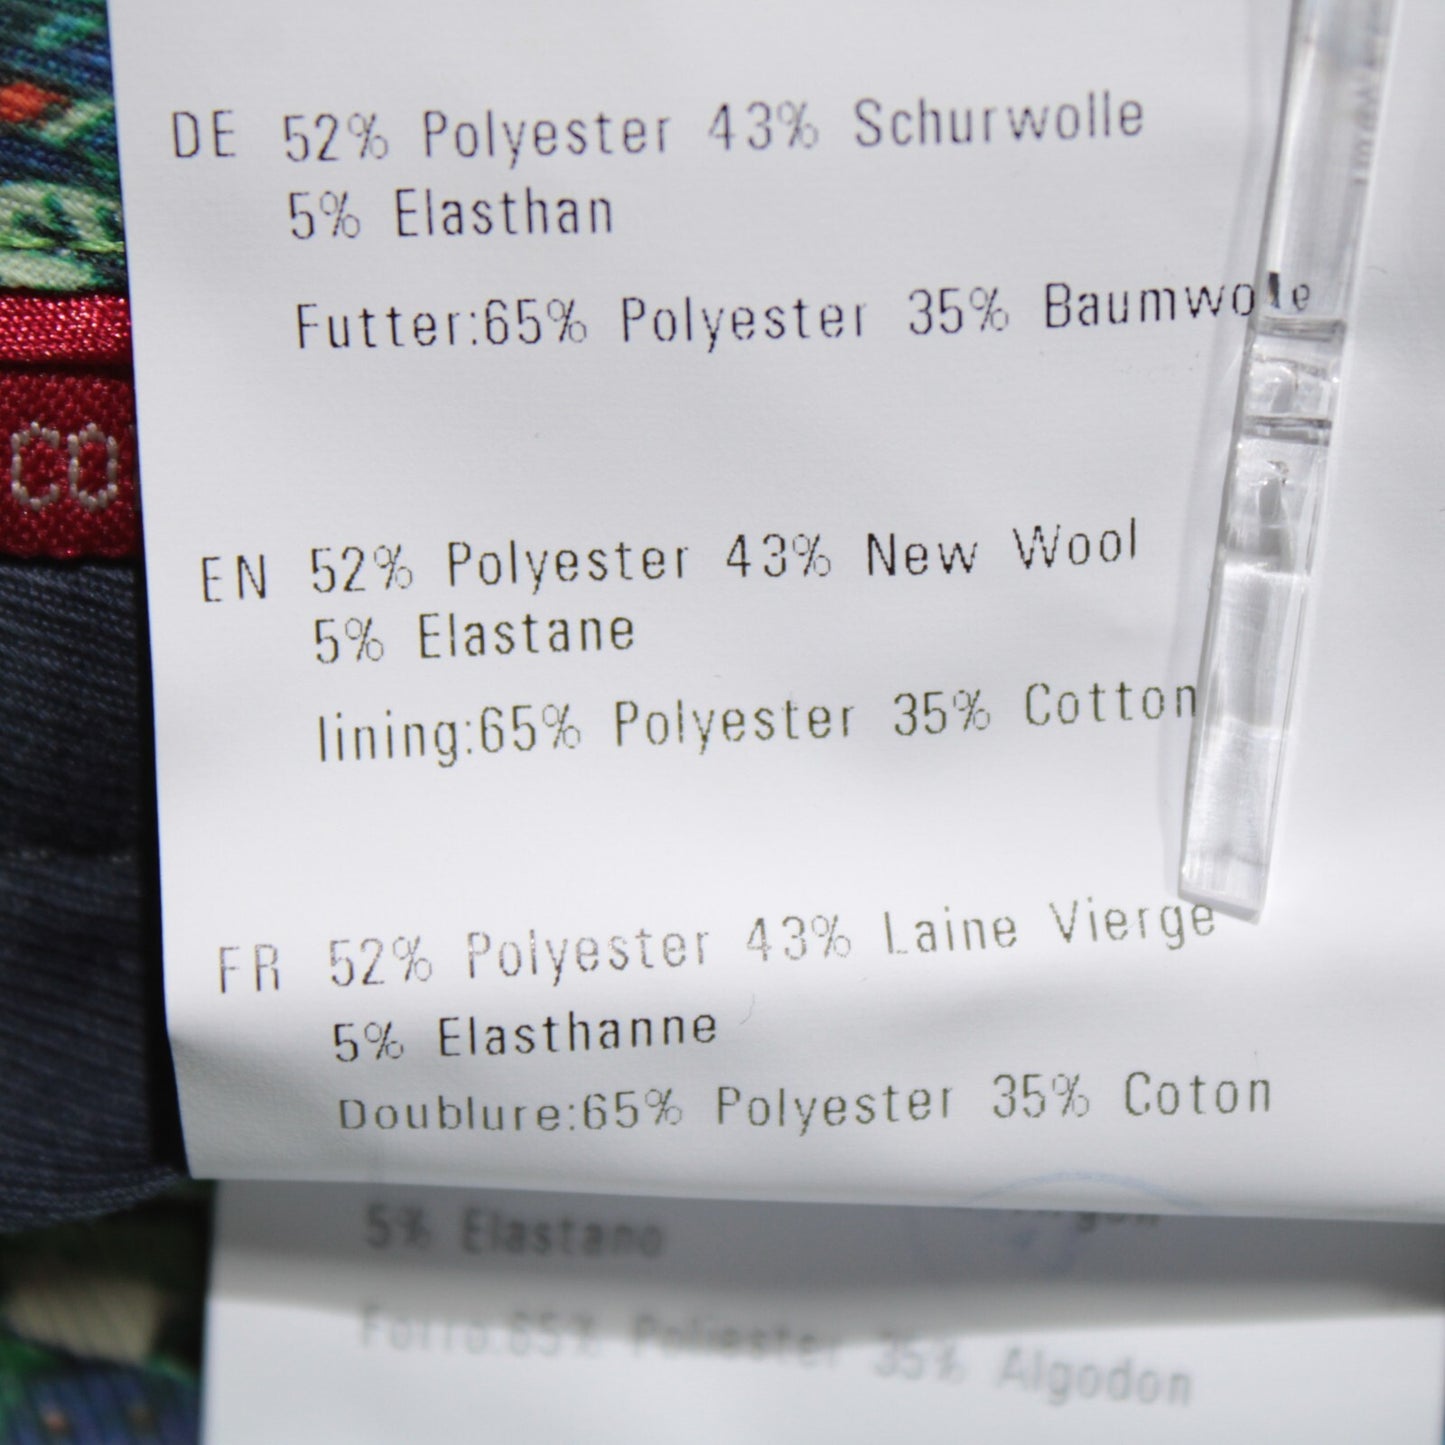 DE 52% Polyester 43% Schurwolle
5% Elasthan
Futter:65% Polyester 35% Baumwolle
CO
EN 52% Polyester 43% New Wool
5% Elastane
lining:65% Polyester 35% Cotton
FR 52% Polyester 43% Laine Vierge
5% Elasthanne
Doublure:65% Polyester 35% Coton
5% Elastano
Forro:65% Poliester 35% Algodon